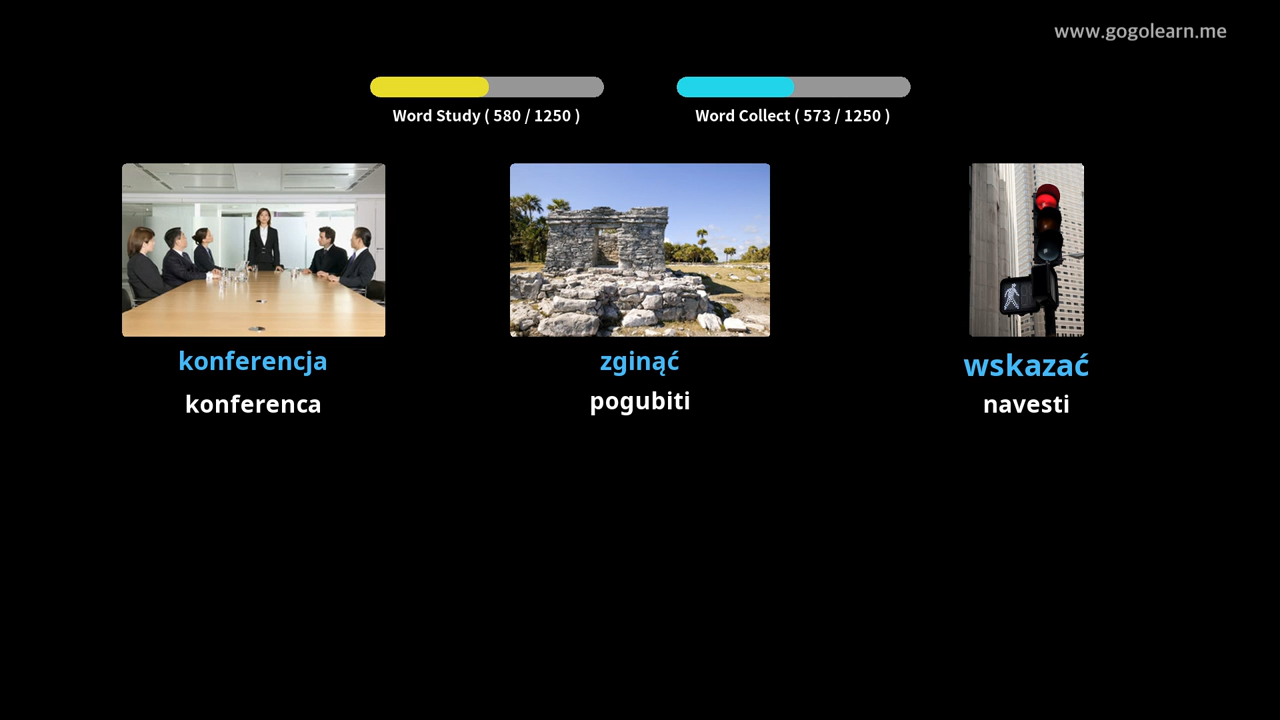 www.gogolearn.me
Word Study ( 580 / 1250 )
Word Collect ( 573 / 1250 )
konferencja
zginąć
wskazać
konferenca
pogubiti
navesti